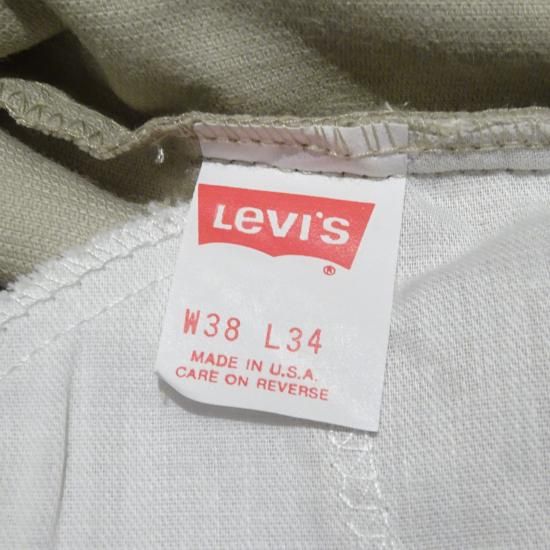 Levi's
®
W38 L34
MADE IN U.S.A.
CARE ON REVERSE